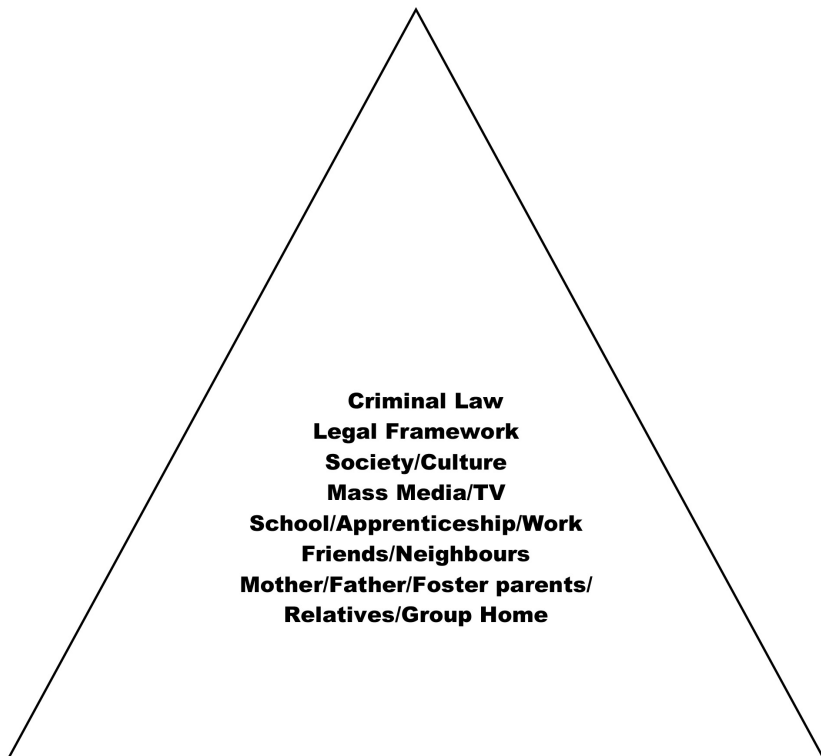 Criminal Law
Legal Framework
Society/Culture
Mass Media/TV
School/Apprenticeship/Work
Friends/Neighbours
Mother/Father/Foster parents/
Relatives/Group Home